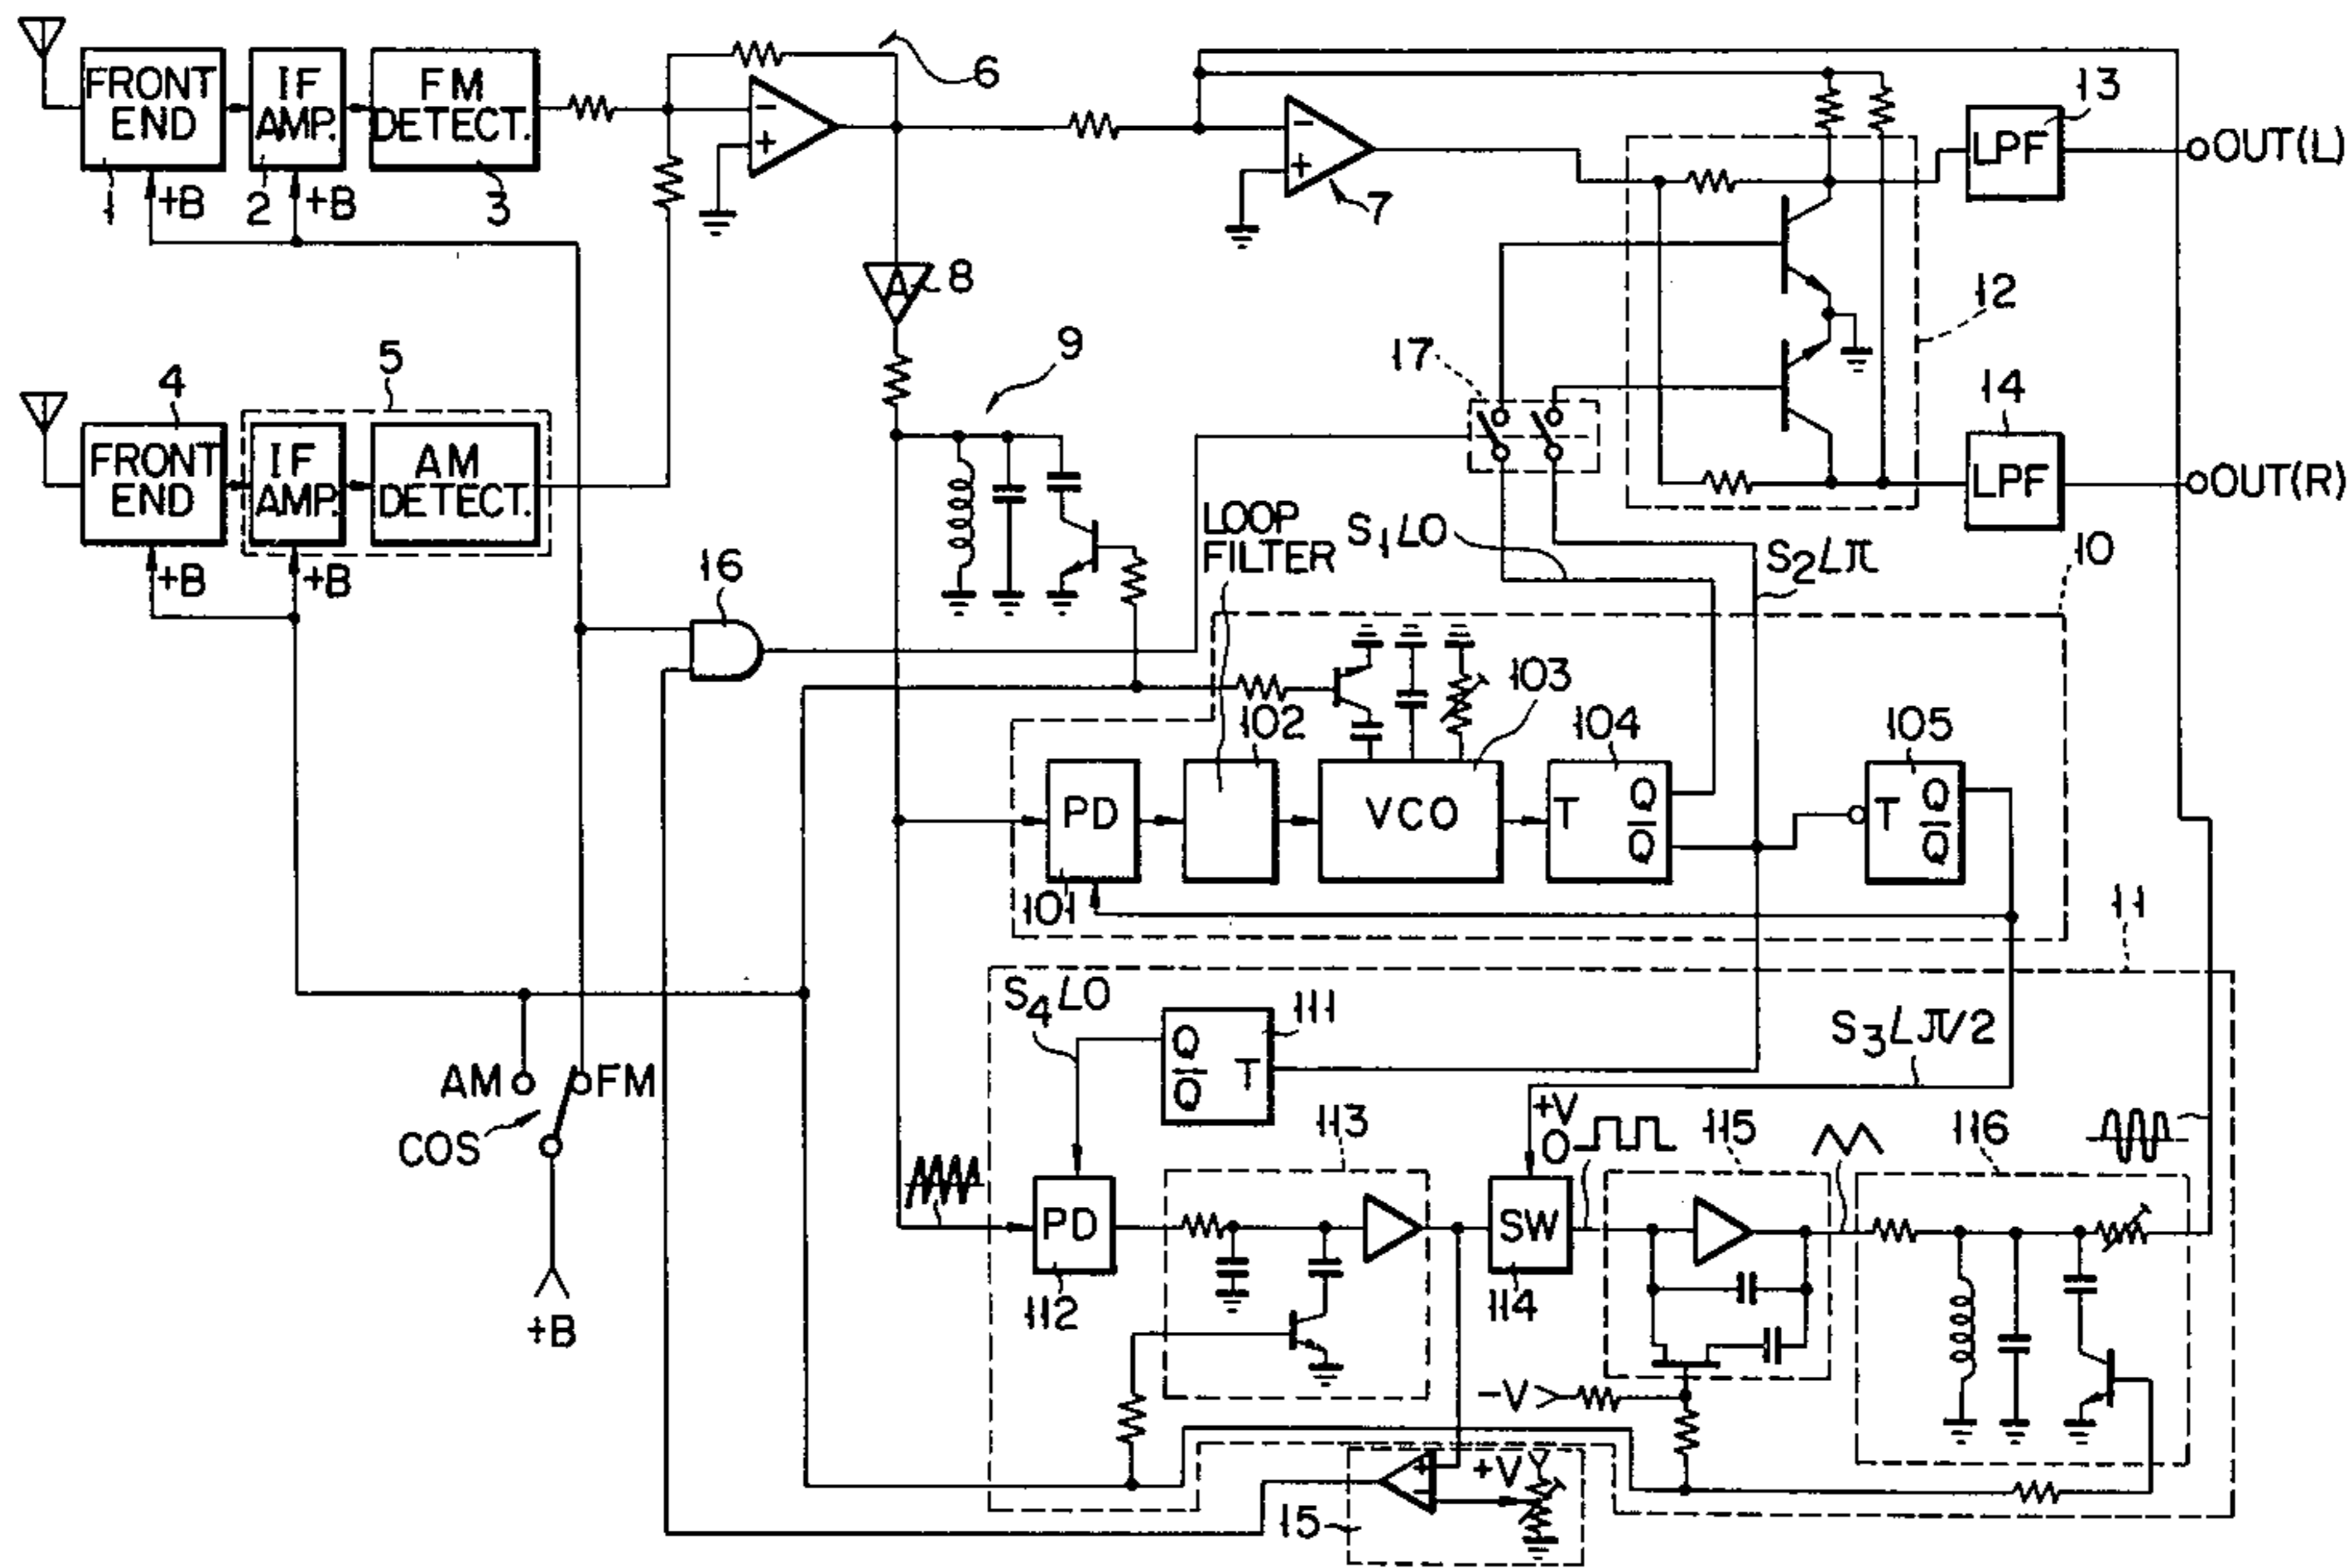 FRONT END
IF AMP.
FM DETECT.
1
+B
2
+B
3
6
−
+
−
+
7
13
LPF
OUT(L)
A
8
9
12
17
14
LPF
OUT(R)
4
5
FRONT END
IF AMP.
AM DETECT.
+B
+B
LOOP FILTER
S1∠0
S2∠π
10
16
102
103
104
105
PD
VCO
T
Q
Q̅
T
Q
Q̅
101
11
S4∠0
111
Q
Q̅
T
S3∠π/2
AM
FM
COS
+B
113
+V
0
115
116
PD
112
SW
114
−V
+V
+
−
15